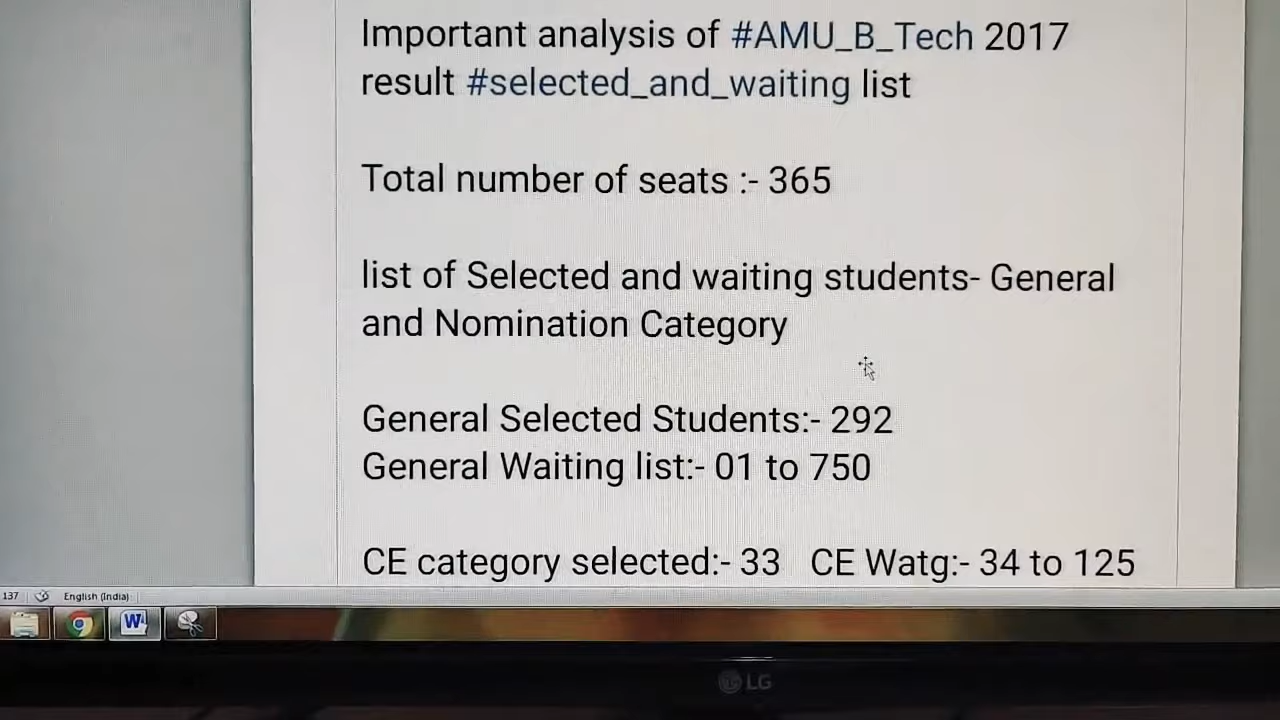 Important analysis of #AMU_B_Tech 2017
result #selected_and_waiting list
Total number of seats :- 365
list of Selected and waiting students- General
and Nomination Category
General Selected Students:- 292
General Waiting list:- 01 to 750
CE category selected:- 33 CE Watg:- 34 to 125
137 English (India)
W
LG